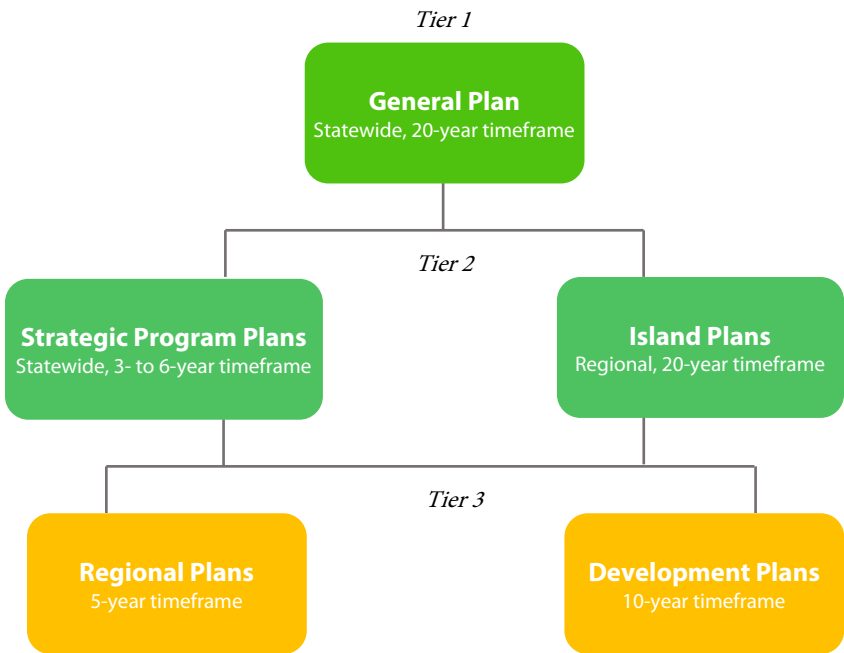 Tier 1
General Plan
Statewide, 20-year timeframe
Tier 2
Strategic Program Plans
Statewide, 3- to 6-year timeframe
Island Plans
Regional, 20-year timeframe
Tier 3
Regional Plans
5-year timeframe
Development Plans
10-year timeframe